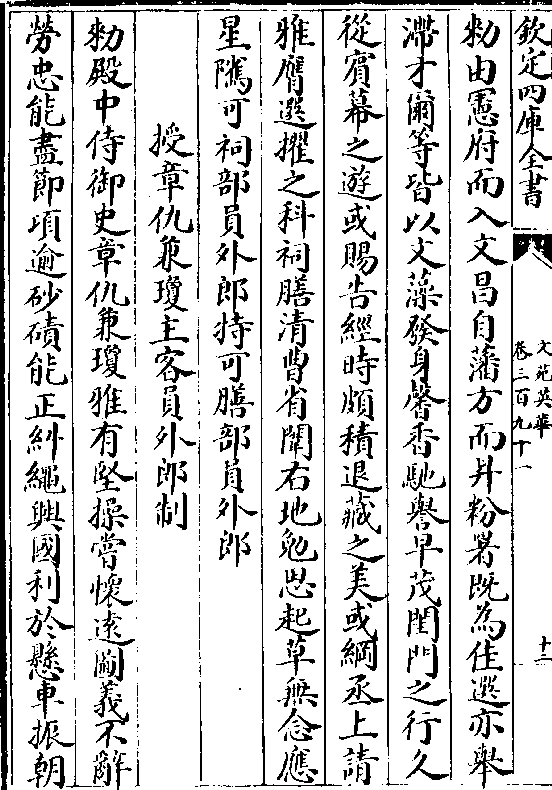 欽定四庫全書
文苑英華
卷三百九十一
十二
勑由憲府而入文昌自藩方而升粉署既為佳選亦舉
滯才爾等皆以文藻發身馨香馳譽早茂閨門之行久
從賓幕之遊或賜告經時頗積退藏之美或綱丞上請
雅膺選擢之科祠膳清曹省闈右地勉思起草無念應
星隲可祠部員外郎持可膳部員外郎
授章仇兼瓊主客員外郎制
勑殿中侍御史章仇兼瓊雅有堅操嘗懷遠圖義不辭
勞忠能盡節項逾砂磧能正糾繩興國利於懸車振朝